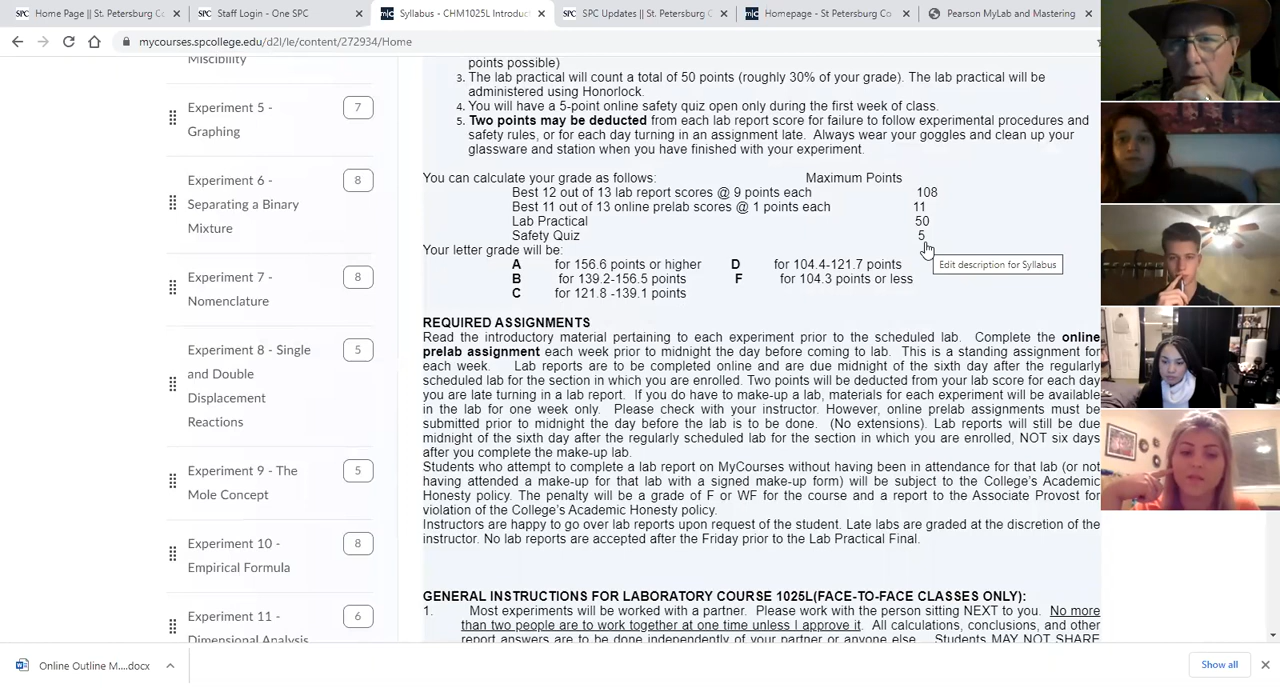 Home Page || St. Petersburg C
Staff Login - One SPC
Syllabus - CHM1025L Introduct
SPC Updates || St. Petersburg C
Homepage - St Petersburg Co
Pearson MyLab and Mastering
mycourses.spcollege.edu/d2l/le/content/272934/Home
Miscibility
Experiment 5 -
Graphing
7
Experiment 6 -
Separating a Binary
Mixture
8
Experiment 7 -
Nomenclature
8
Experiment 8 - Single
and Double
Displacement
Reactions
5
Experiment 9 - The
Mole Concept
5
Experiment 10 -
Empirical Formula
8
Experiment 11 -
Dimensional Analysis
6
points possible)
3. The lab practical will count a total of 50 points (roughly 30% of your grade). The lab practical will be
administered using Honorlock.
4. You will have a 5-point online safety quiz open only during the first week of class.
5. Two points may be deducted from each lab report score for failure to follow experimental procedures and
safety rules, or for each day turning in an assignment late. Always wear your goggles and clean up your
glassware and station when you have finished with your experiment.
You can calculate your grade as follows: Maximum Points
Best 12 out of 13 lab report scores @ 9 points each 108
Best 11 out of 13 online prelab scores @ 1 points each 11
Lab Practical 50
Safety Quiz 5
Your letter grade will be:
Edit description for Syllabus
A for 156.6 points or higher D for 104.4-121.7 points
B for 139.2-156.5 points F for 104.3 points or less
C for 121.8 -139.1 points
REQUIRED ASSIGNMENTS
Read the introductory material pertaining to each experiment prior to the scheduled lab. Complete the online
prelab assignment each week prior to midnight the day before coming to lab. This is a standing assignment for
each week. Lab reports are to be completed online and are due midnight of the sixth day after the regularly
scheduled lab for the section in which you are enrolled. Two points will be deducted from your lab score for each day
you are late turning in a lab report. If you do have to make-up a lab, materials for each experiment will be available
in the lab for one week only. Please check with your instructor. However, online prelab assignments must be
submitted prior to midnight the day before the lab is to be done. (No extensions). Lab reports will still be due
midnight of the sixth day after the regularly scheduled lab for the section in which you are enrolled, NOT six days
after you complete the make-up lab.
Students who attempt to complete a lab report on MyCourses without having been in attendance for that lab (or not
having attended a make-up for that lab with a signed make-up form) will be subject to the College's Academic
Honesty policy. The penalty will be a grade of F or WF for the course and a report to the Associate Provost for
violation of the College's Academic Honesty policy.
Instructors are happy to go over lab reports upon request of the student. Late labs are graded at the discretion of the
instructor. No lab reports are accepted after the Friday prior to the Lab Practical Final.
GENERAL INSTRUCTIONS FOR LABORATORY COURSE 1025L(FACE-TO-FACE CLASSES ONLY):
1. Most experiments will be worked with a partner. Please work with the person sitting NEXT to you. No more
than two people are to work together at one time unless I approve it. All calculations, conclusions, and other
report answers are to be done independently of your partner or anyone else. Students MAY NOT SHARE
Online Outline M....docx
Show all